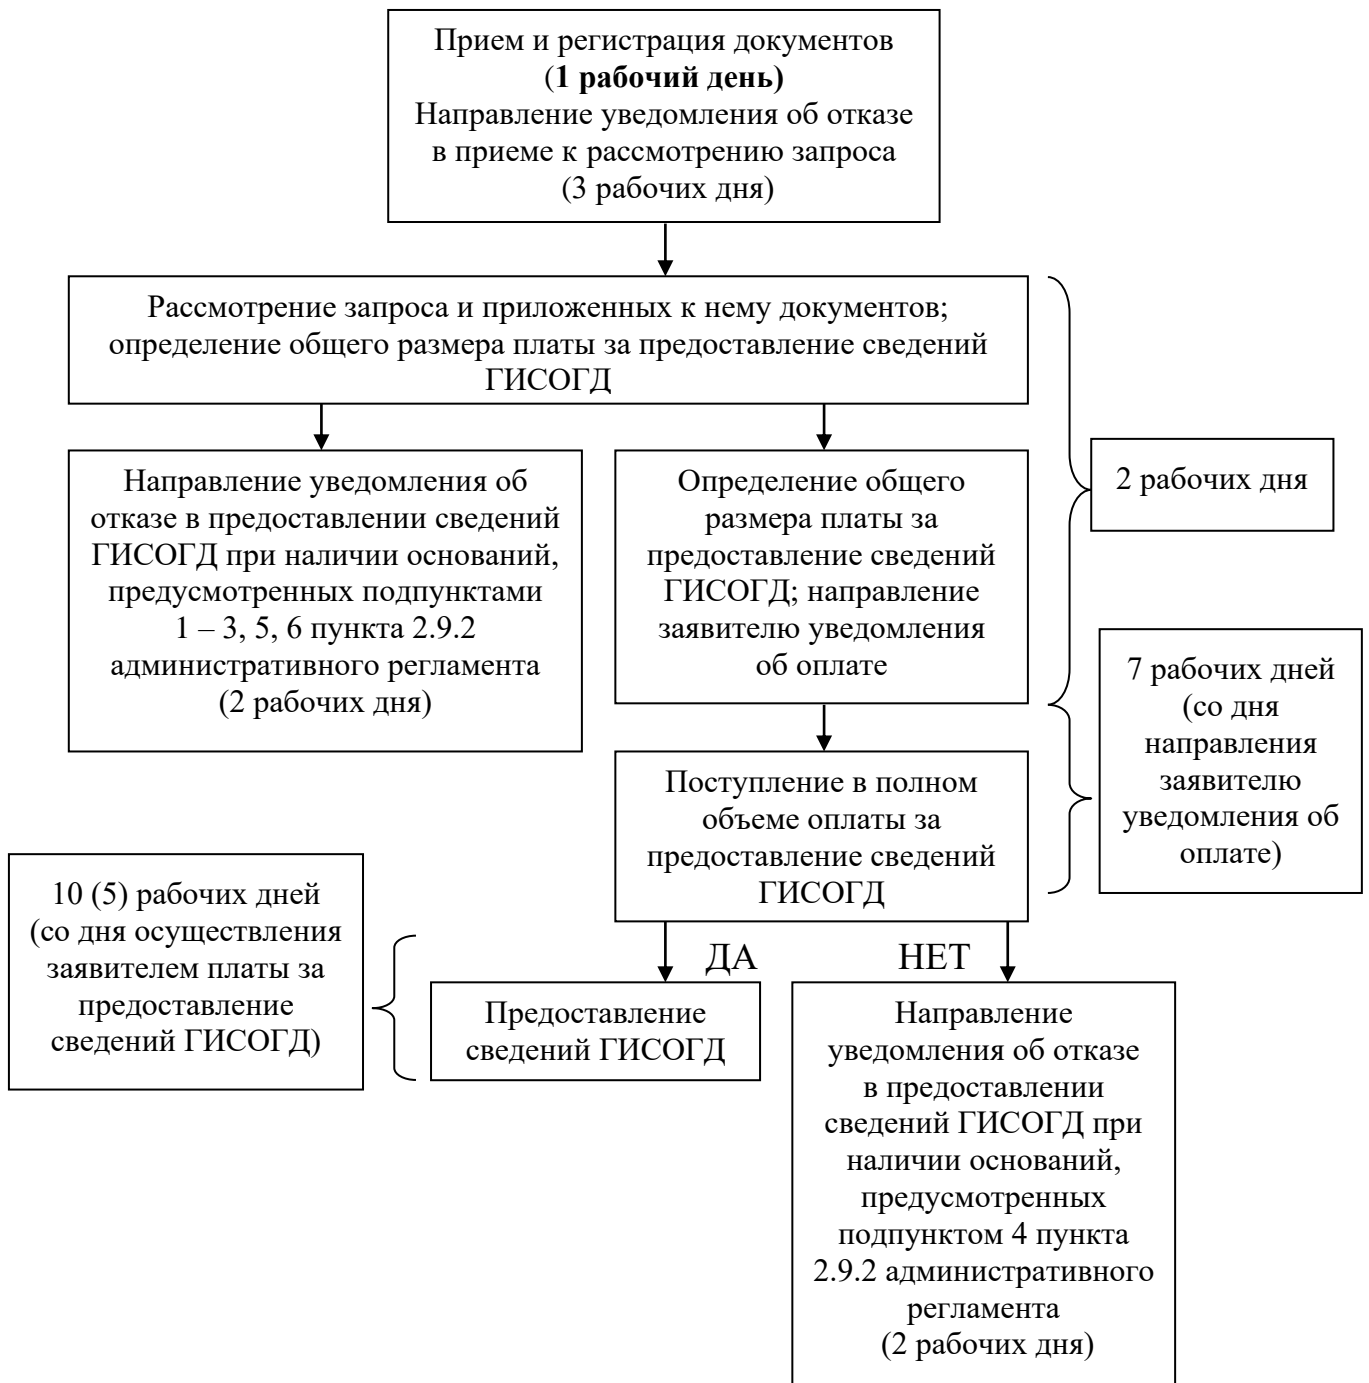 Прием и регистрация документов
(1 рабочий день)
Направление уведомления об отказе
в приеме к рассмотрению запроса
(3 рабочих дня)
Рассмотрение запроса и приложенных к нему документов;
определение общего размера платы за предоставление сведений
ГИСОГД
Направление уведомления об
отказе в предоставлении сведений
ГИСОГД при наличии оснований,
предусмотренных подпунктами
1 – 3, 5, 6 пункта 2.9.2
административного регламента
(2 рабочих дня)
Определение общего
размера платы за
предоставление сведений
ГИСОГД; направление
заявителю уведомления
об оплате
2 рабочих дня
7 рабочих дней
(со дня
направления
заявителю
уведомления об
оплате)
Поступление в полном
объеме оплаты за
предоставление сведений
ГИСОГД
10 (5) рабочих дней
(со дня осуществления
заявителем платы за
предоставление
сведений ГИСОГД)
ДА
НЕТ
Предоставление
сведений ГИСОГД
Направление
уведомления об отказе
в предоставлении
сведений ГИСОГД при
наличии оснований,
предусмотренных
подпунктом 4 пункта
2.9.2 административного
регламента
(2 рабочих дня)